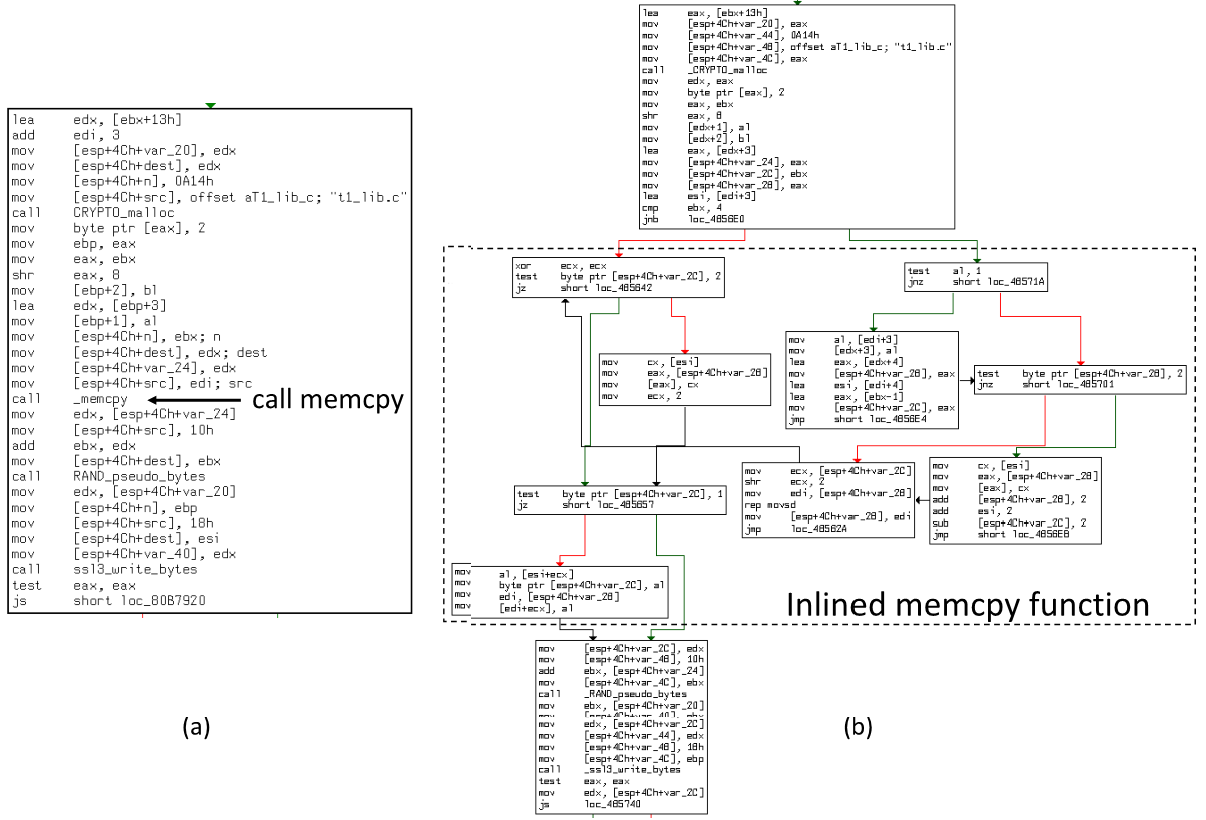 lea edx, [ebx+13h]
add edi, 3
mov [esp+4Ch+var_20], edx
mov [esp+4Ch+dest], edx
mov [esp+4Ch+n], 0A14h
mov [esp+4Ch+src], offset aT1_lib_c; "t1_lib.c"
call CRYPTO_malloc
mov byte ptr [eax], 2
mov ebp, eax
mov eax, ebx
shr eax, 8
mov [ebp+2], bl
lea edx, [ebp+3]
mov [ebp+1], al
mov [esp+4Ch+n], ebx; n
mov [esp+4Ch+dest], edx; dest
mov [esp+4Ch+var_24], edx
mov [esp+4Ch+src], edi; src
call _memcpy
call memcpy
mov edx, [esp+4Ch+var_24]
mov [esp+4Ch+src], 10h
add ebx, edx
mov [esp+4Ch+dest], ebx
call RAND_pseudo_bytes
mov edx, [esp+4Ch+var_20]
mov [esp+4Ch+n], ebp
mov [esp+4Ch+src], 18h
mov [esp+4Ch+dest], esi
mov [esp+4Ch+var_40], edx
call ssl3_write_bytes
test eax, eax
js short loc_80B7920
(a)
lea eax, [ebx+13h]
mov [esp+4Ch+var_20], eax
mov [esp+4Ch+var_44], 0A14h
mov [esp+4Ch+var_48], offset aT1_lib_c; "t1_lib.c"
mov [esp+4Ch+var_4C], eax
call _CRYPTO_malloc
mov edx, eax
mov byte ptr [eax], 2
mov eax, ebx
shr eax, 8
mov [edx+1], al
mov [edx+2], bl
lea eax, [edx+3]
mov [esp+4Ch+var_24], eax
mov [esp+4Ch+var_2C], ebx
mov [esp+4Ch+var_28], eax
lea esi, [edi+3]
cmp ebx, 4
jnb loc_4856E0
xor ecx, ecx
test byte ptr [esp+4Ch+var_2C], 2
jz short loc_485642
test al, 1
jnz short loc_48571A
mov cx, [esi]
mov eax, [esp+4Ch+var_28]
mov [eax], cx
mov ecx, 2
mov al, [edi+3]
mov [edx+3], al
lea eax, [edx+4]
mov [esp+4Ch+var_28], eax
lea esi, [edi+4]
lea eax, [ebx-1]
mov [esp+4Ch+var_2C], eax
jmp short loc_4856E4
test byte ptr [esp+4Ch+var_28], 2
jnz short loc_485701
mov ecx, [esp+4Ch+var_2C]
shr ecx, 2
mov edi, [esp+4Ch+var_28]
rep movsd
mov [esp+4Ch+var_28], edi
jmp loc_48562A
mov cx, [esi]
mov eax, [esp+4Ch+var_28]
mov [eax], cx
add [esp+4Ch+var_28], 2
add esi, 2
sub [esp+4Ch+var_2C], 2
jmp short loc_4856EB
test byte ptr [esp+4Ch+var_2C], 1
jz short loc_485657
mov al, [esi+ecx]
mov byte ptr [esp+4Ch+var_2C], al
mov edi, [esp+4Ch+var_28]
mov [edi+ecx], al
Inlined memcpy function
mov [esp+4Ch+var_2C], edx
mov [esp+4Ch+var_48], 10h
add ebx, [esp+4Ch+var_24]
mov [esp+4Ch+var_4C], ebx
call _RAND_pseudo_bytes
mov ebx, [esp+4Ch+var_20]
mov [esp+4Ch+var_40], ebx
mov edx, [esp+4Ch+var_2C]
mov [esp+4Ch+var_44], edx
mov [esp+4Ch+var_48], 18h
mov [esp+4Ch+var_4C], ebp
call _ssl3_write_bytes
test eax, eax
mov edx, [esp+4Ch+var_2C]
js loc_485740
(b)